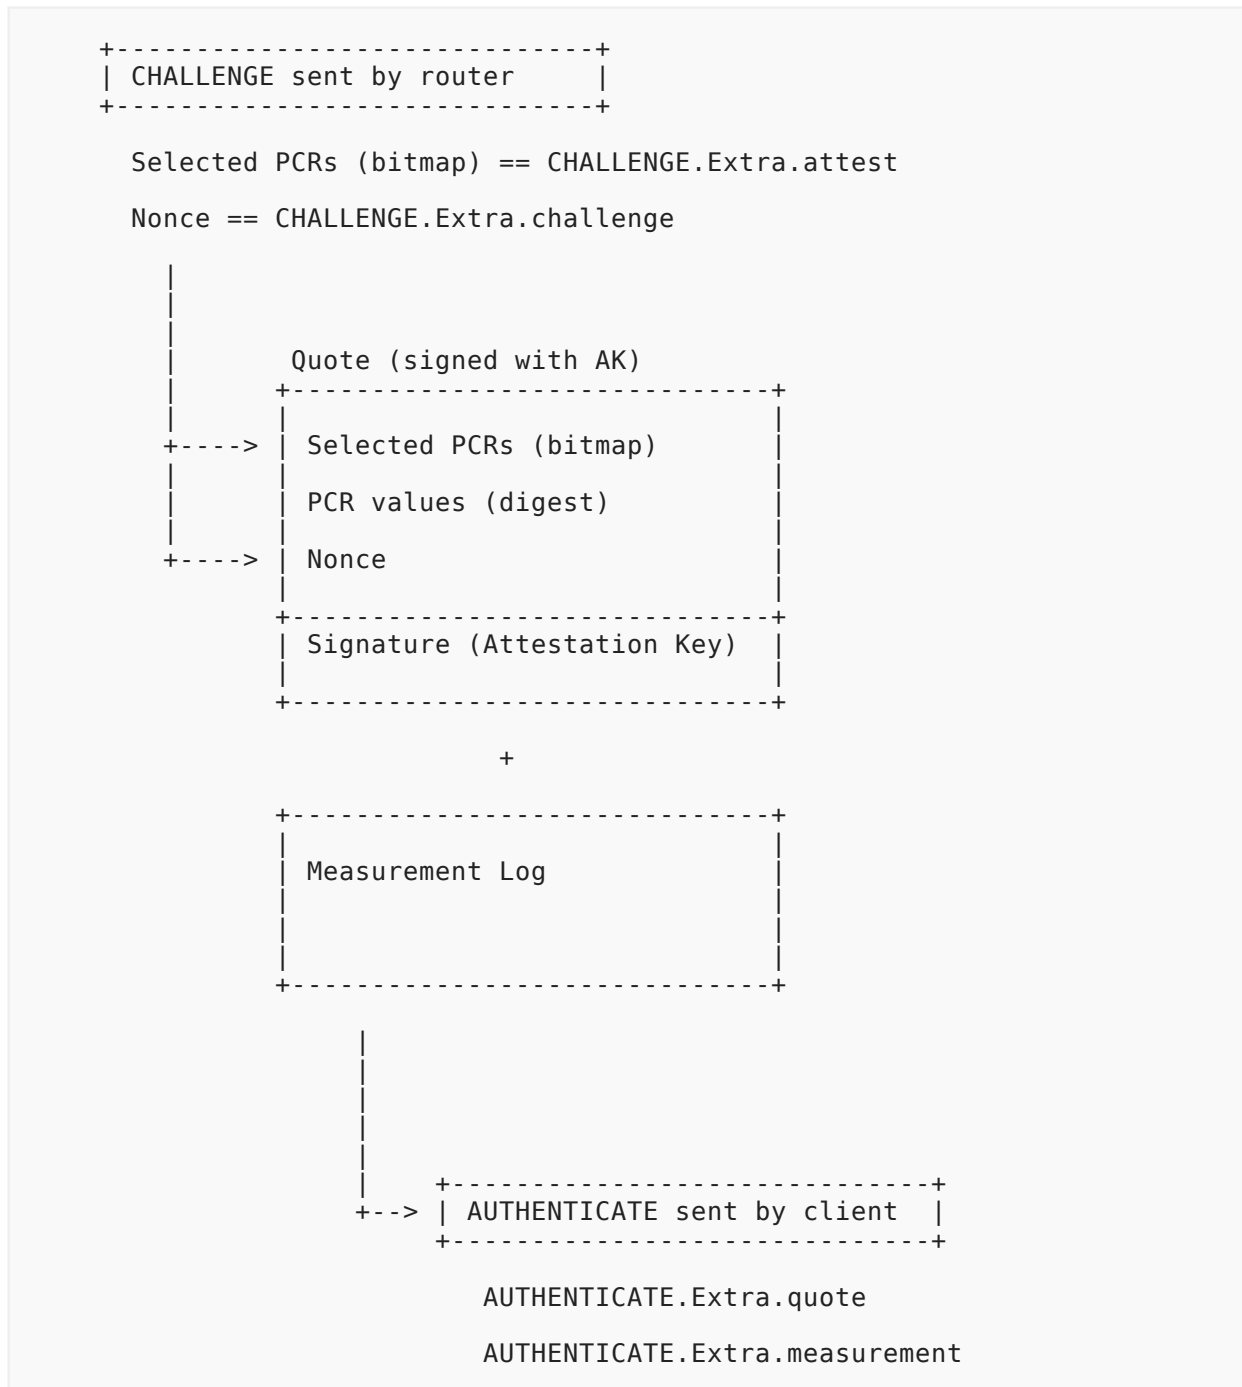 CHALLENGE sent by router
Selected PCRs (bitmap) == CHALLENGE.Extra.attest
Nonce == CHALLENGE.Extra.challenge
Quote (signed with AK)
Selected PCRs (bitmap)
PCR values (digest)
Nonce
Signature (Attestation Key)
+
Measurement Log
AUTHENTICATE sent by client
AUTHENTICATE.Extra.quote
AUTHENTICATE.Extra.measurement